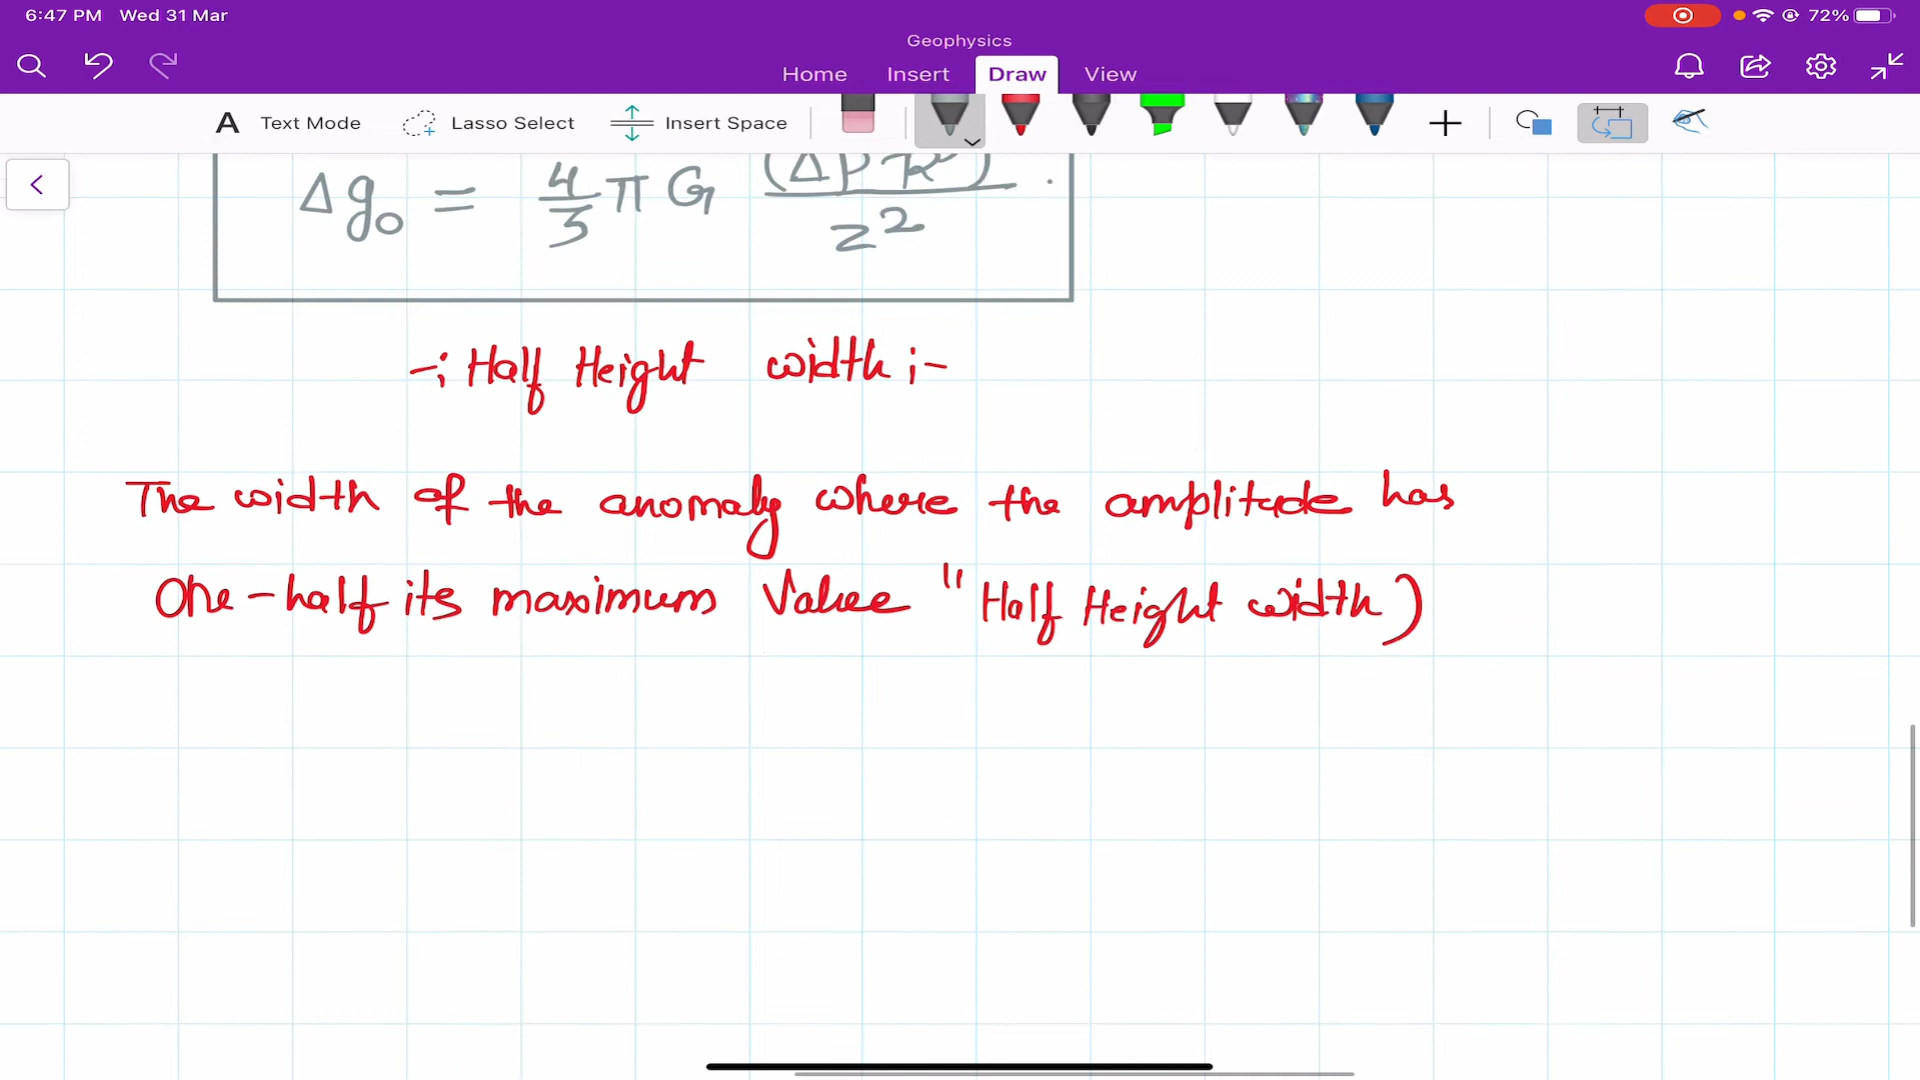 6:47 PM Wed 31 Mar
72%
Geophysics
Home Insert Draw View
A Text Mode Lasso Select Insert Space
Δg₀ = 4/3 π G (Δρ R³)/z² .
-: Half Height width :-
The width of the anomaly where the amplitude has
One-half its maximum Value " Half Height width)